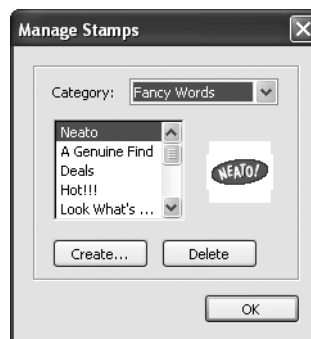 Manage Stamps
Category: Fancy Words
Neato
A Genuine Find
Deals
Hot!!!
Look What's ...
NEATO!
Create... Delete
OK